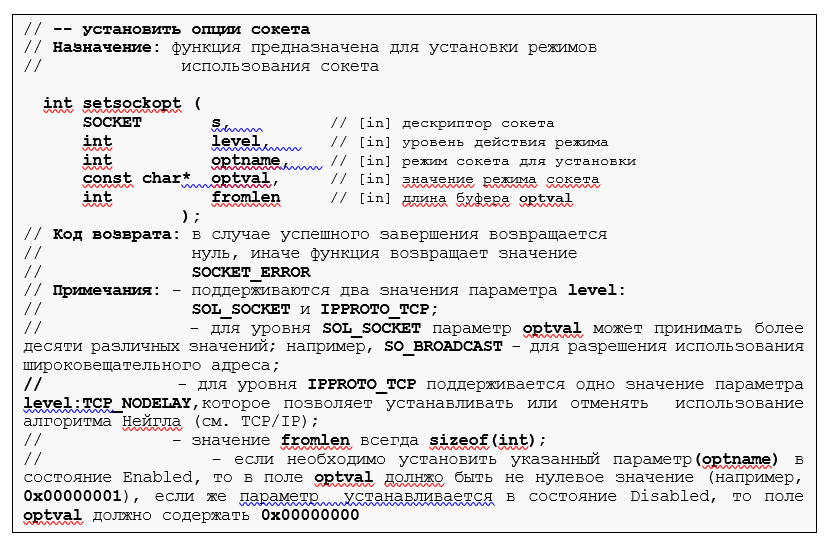 // -- установить опции сокета
// Назначение: функция предназначена для установки режимов
// использования сокета
int setsockopt (
SOCKET s, // [in] дескриптор сокета
int level, // [in] уровень действия режима
int optname, // [in] режим сокета для установки
const char* optval, // [in] значение режима сокета
int fromlen // [in] длина буфера optval
);
// Код возврата: в случае успешного завершения возвращается
// нуль, иначе функция возвращает значение
// SOCKET_ERROR
// Примечания: – поддерживаются два значения параметра level:
// SOL_SOCKET и IPPROTO_TCP;
// – для уровня SOL_SOCKET параметр optval может принимать более
десяти различных значений; например, SO_BROADCAST – для разрешения использования
широковещательного адреса;
// – для уровня IPPROTO_TCP поддерживается одно значение параметра
level:TCP_NODELAY,которое позволяет устанавливать или отменять использование
алгоритма Нейгла (см. TCP/IP);
// – значение fromlen всегда sizeof(int);
// – если необходимо установить указанный параметр(optname) в
состояние Enabled, то в поле optval долнжо быть не нулевое значение (например,
0x00000001), если же параметр устанавливается в состояние Disabled, то поле
optval должно содержать 0x00000000